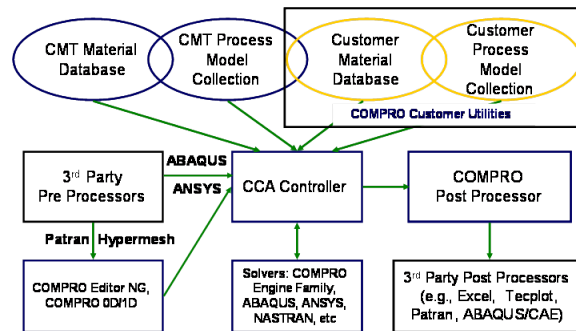 CMT Material
Database
CMT Process
Model
Collection
Customer
Material
Database
Customer
Process
Model
Collection
COMPRO Customer Utilities
3rd Party
Pre Processors
ABAQUS
ANSYS
CCA Controller
COMPRO
Post Processor
Patran Hypermesh
COMPRO Editor NG,
COMPRO 0D/1D
Solvers: COMPRO
Engine Family,
ABAQUS, ANSYS,
NASTRAN, etc
3rd Party Post Processors
(e.g., Excel, Tecplot,
Patran, ABAQUS/CAE)